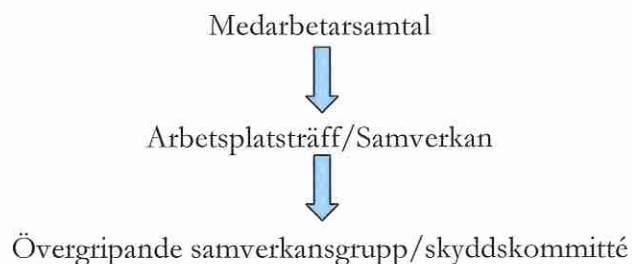 Medarbetarsamtal
Arbetsplatsträff/Samverkan
Övergripande samverkansgrupp/skyddskommitté